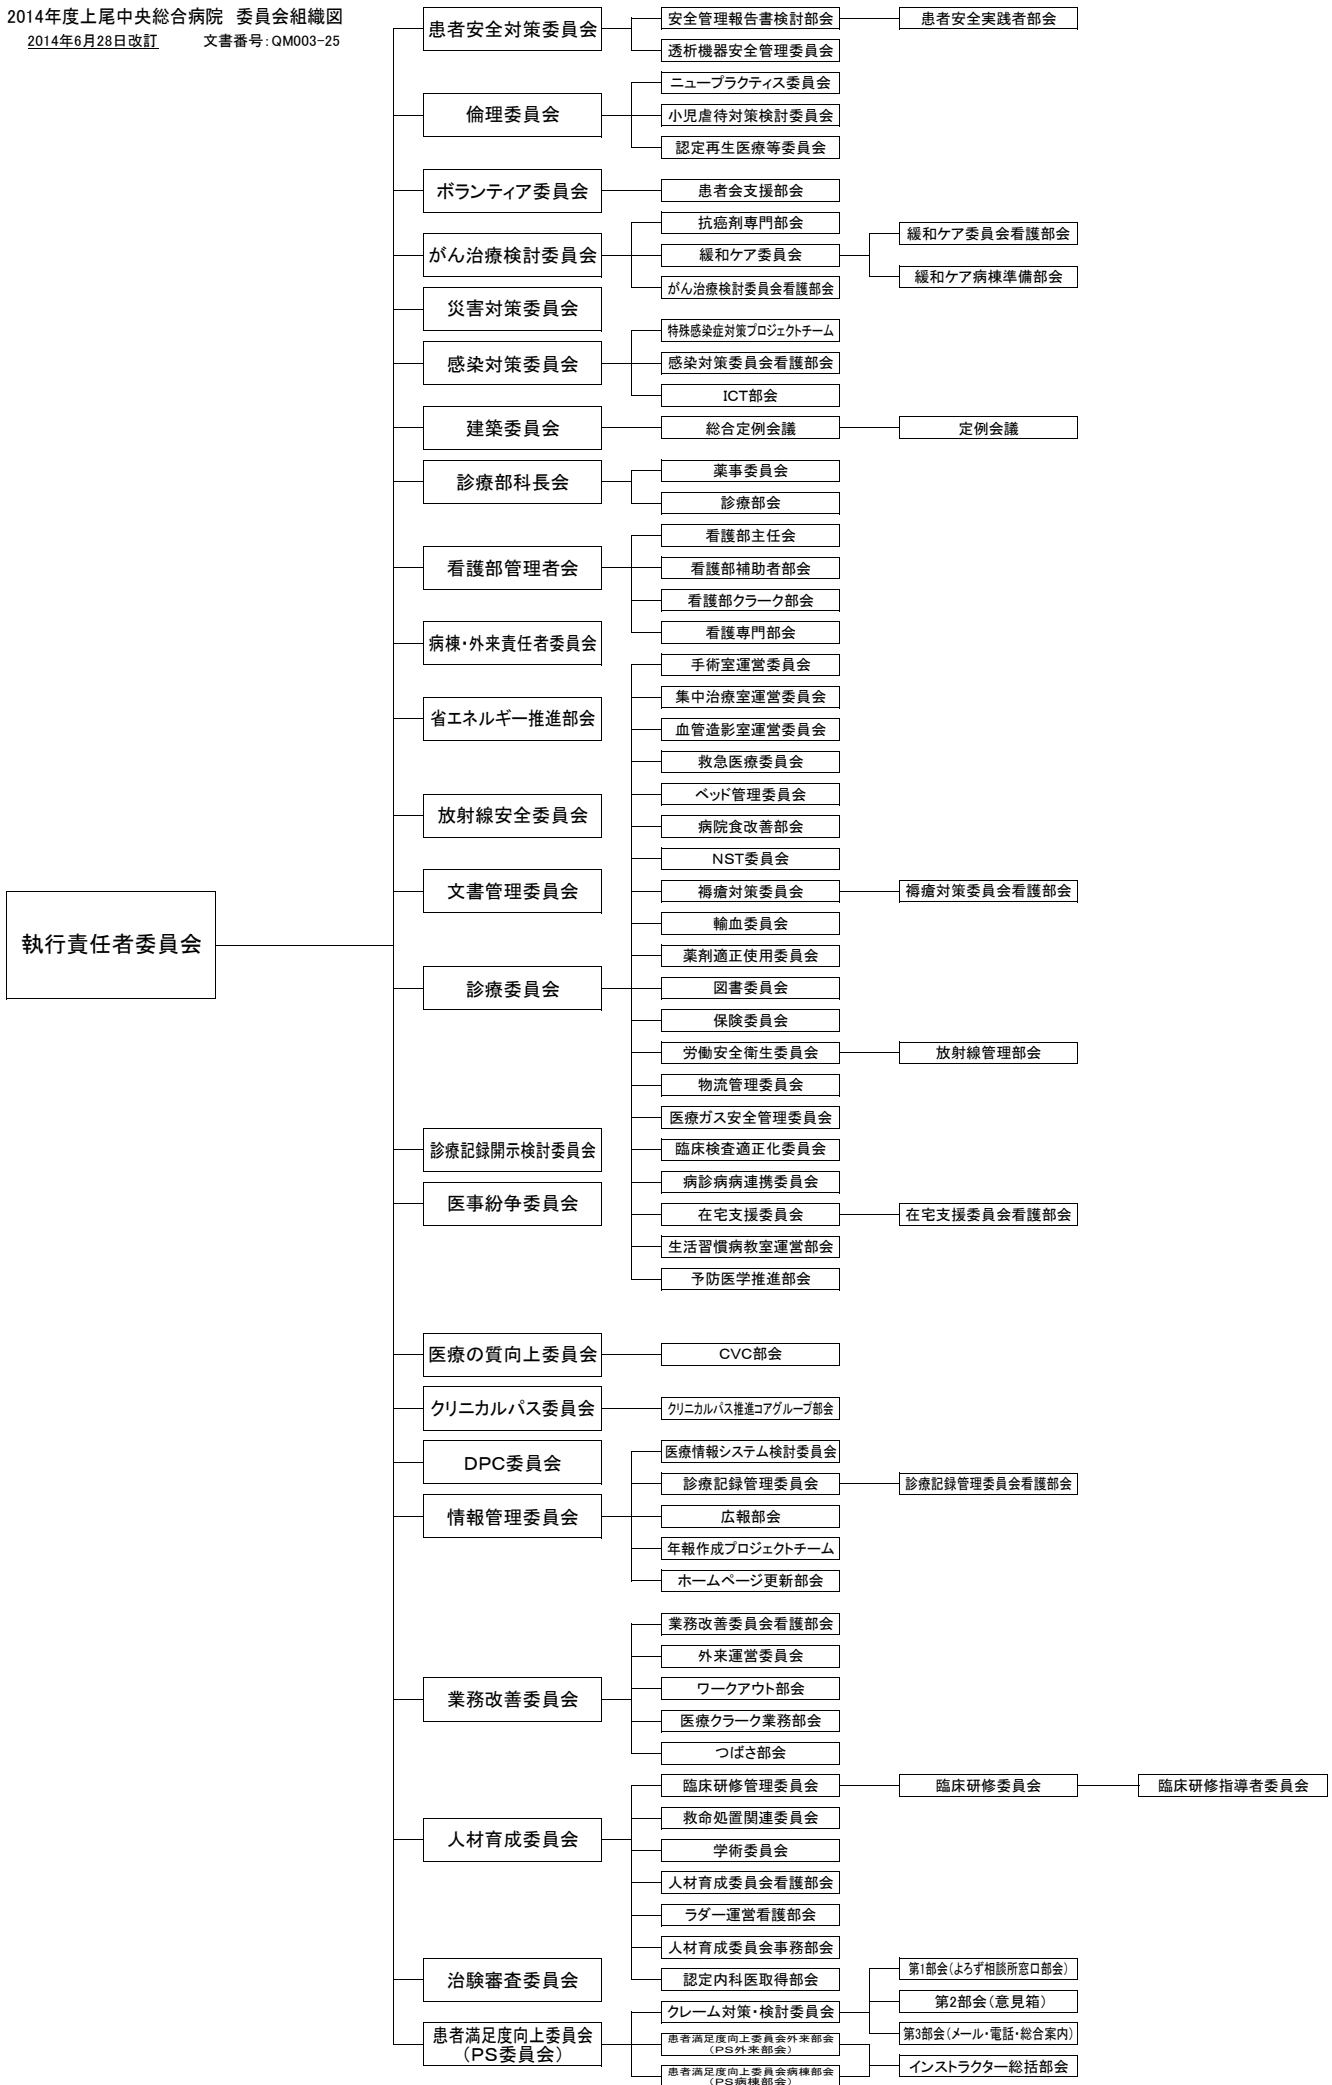 2014年度上尾中央総合病院　委員会組織図
2014年6月28日改訂　文書番号：QM003-25
執行責任者委員会
患者安全対策委員会
安全管理報告書検討部会
患者安全実践者部会
透析機器安全管理委員会
倫理委員会
ニュープラクティス委員会
小児虐待対策検討委員会
認定再生医療等委員会
ボランティア委員会
患者会支援部会
がん治療検討委員会
抗癌剤専門部会
緩和ケア委員会
緩和ケア委員会看護部会
緩和ケア病棟準備部会
がん治療検討委員会看護部会
災害対策委員会
感染対策委員会
特殊感染症対策プロジェクトチーム
感染対策委員会看護部会
ICT部会
建築委員会
総合定例会議
定例会議
診療部科長会
薬事委員会
診療部会
看護部管理者会
看護部主任会
看護部補助者部会
看護部クラーク部会
看護専門部会
病棟・外来責任者委員会
省エネルギー推進部会
放射線安全委員会
文書管理委員会
診療委員会
手術室運営委員会
集中治療室運営委員会
血管造影室運営委員会
救急医療委員会
ベッド管理委員会
病院食改善部会
NST委員会
褥瘡対策委員会
褥瘡対策委員会看護部会
輸血委員会
薬剤適正使用委員会
図書委員会
保険委員会
労働安全衛生委員会
放射線管理部会
物流管理委員会
医療ガス安全管理委員会
臨床検査適正化委員会
病診病病連携委員会
在宅支援委員会
在宅支援委員会看護部会
生活習慣病教室運営部会
予防医学推進部会
診療記録開示検討委員会
医事紛争委員会
医療の質向上委員会
CVC部会
クリニカルパス委員会
クリニカルパス推進コアグループ部会
DPC委員会
情報管理委員会
医療情報システム検討委員会
診療記録管理委員会
診療記録管理委員会看護部会
広報部会
年報作成プロジェクトチーム
ホームページ更新部会
業務改善委員会
業務改善委員会看護部会
外来運営委員会
ワークアウト部会
医療クラーク業務部会
つばさ部会
人材育成委員会
臨床研修管理委員会
臨床研修委員会
臨床研修指導者委員会
救命処置関連委員会
学術委員会
人材育成委員会看護部会
ラダー運営看護部会
人材育成委員会事務部会
認定内科医取得部会
治験審査委員会
患者満足度向上委員会
（PS委員会）
クレーム対策・検討委員会
第1部会（よろず相談所窓口部会）
第2部会（意見箱）
第3部会（メール・電話・総合案内）
患者満足度向上委員会外来部会
（PS外来部会）
患者満足度向上委員会病棟部会
（PS病棟部会）
インストラクター総括部会